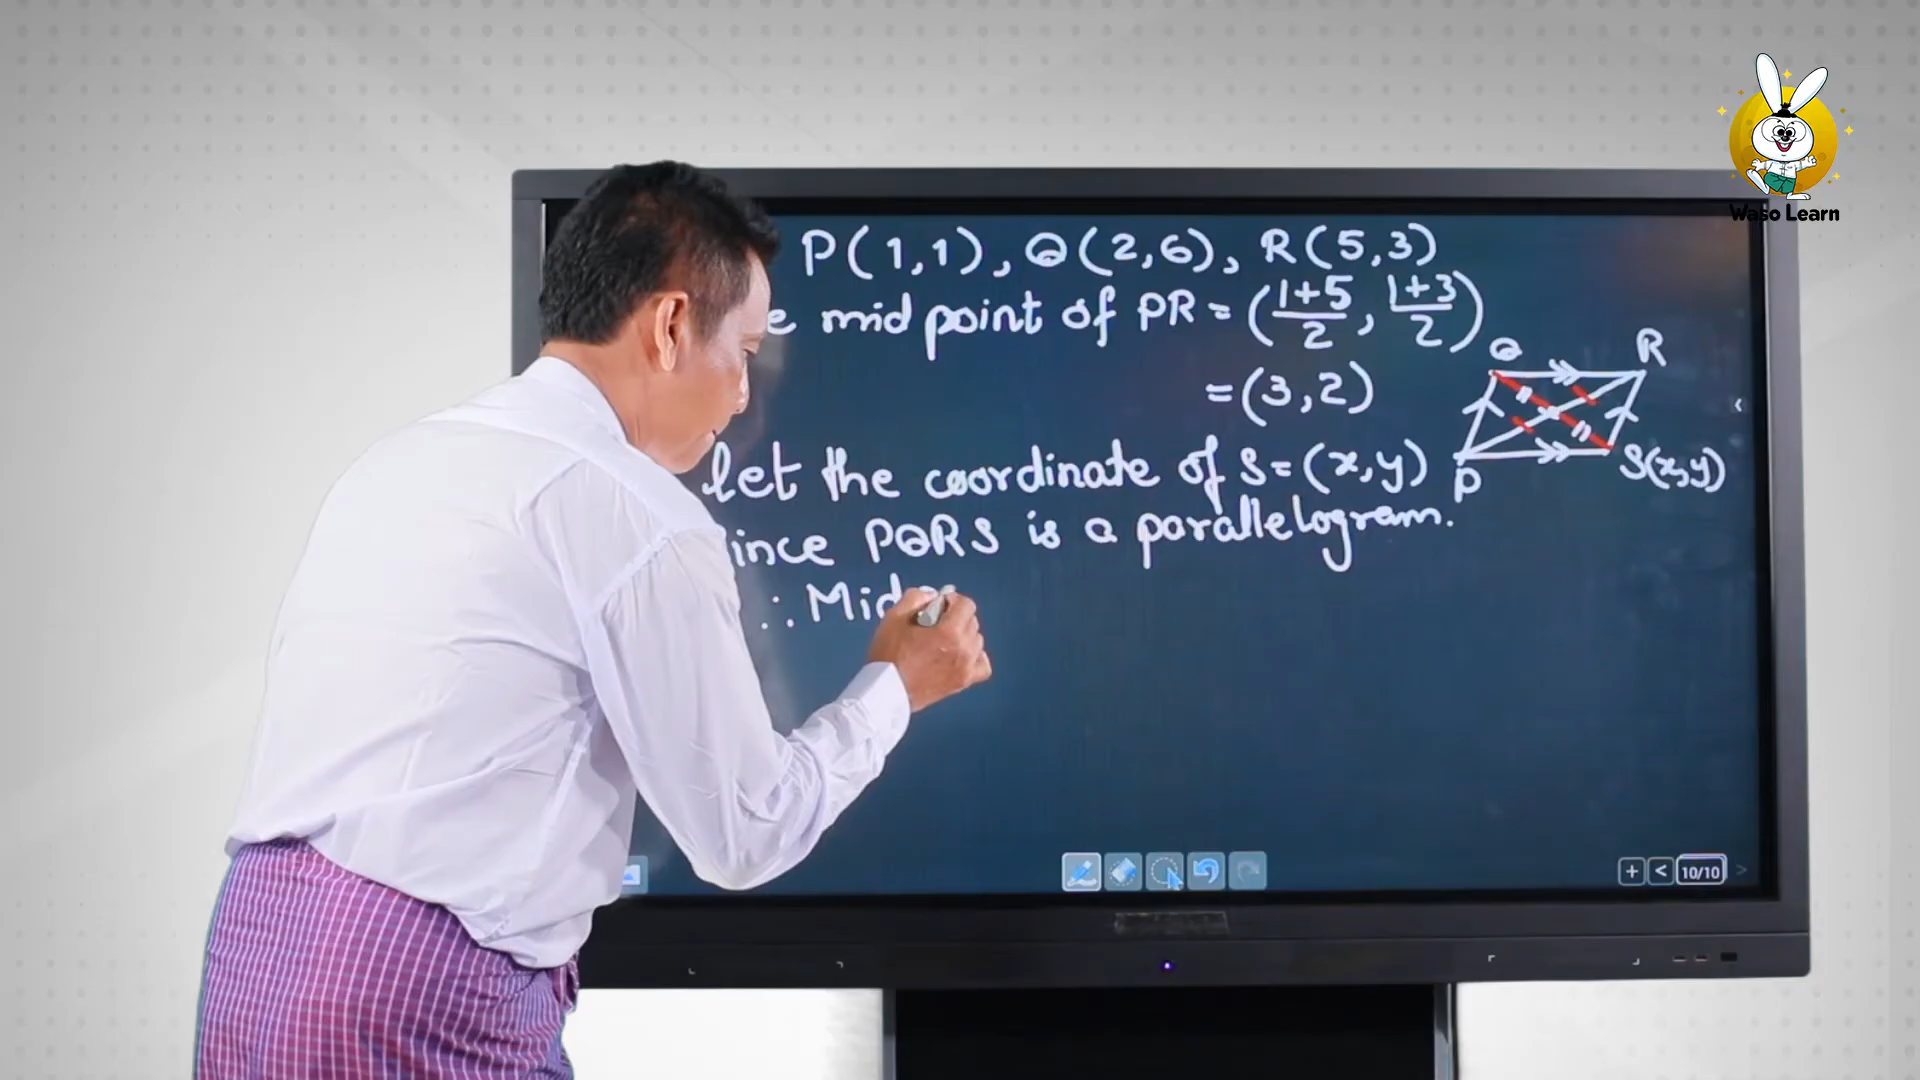 Waso Learn
P(1,1), Q(2,6), R(5,3)
mid point of PR = (1+5/2, 1+3/2)
= (3,2)
Q R
P S(x,y)
let the coordinate of S = (x,y)
ince PQRS is a parallelogram.
∴ Mid
10/10